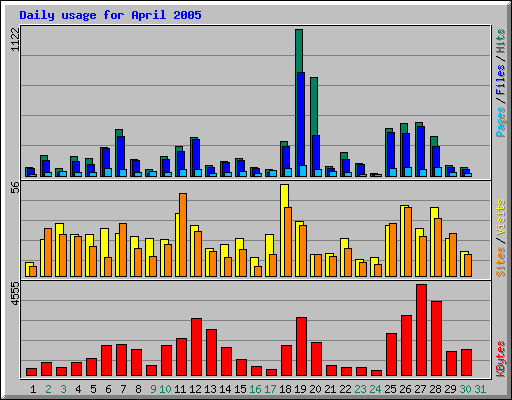 Daily usage for April 2005
1122
Pages / Files / Hits
56
Sites / Visits
4555
KBytes
1 2 3 4 5 6 7 8 9 10 11 12 13 14 15 16 17 18 19 20 21 22 23 24 25 26 27 28 29 30 31